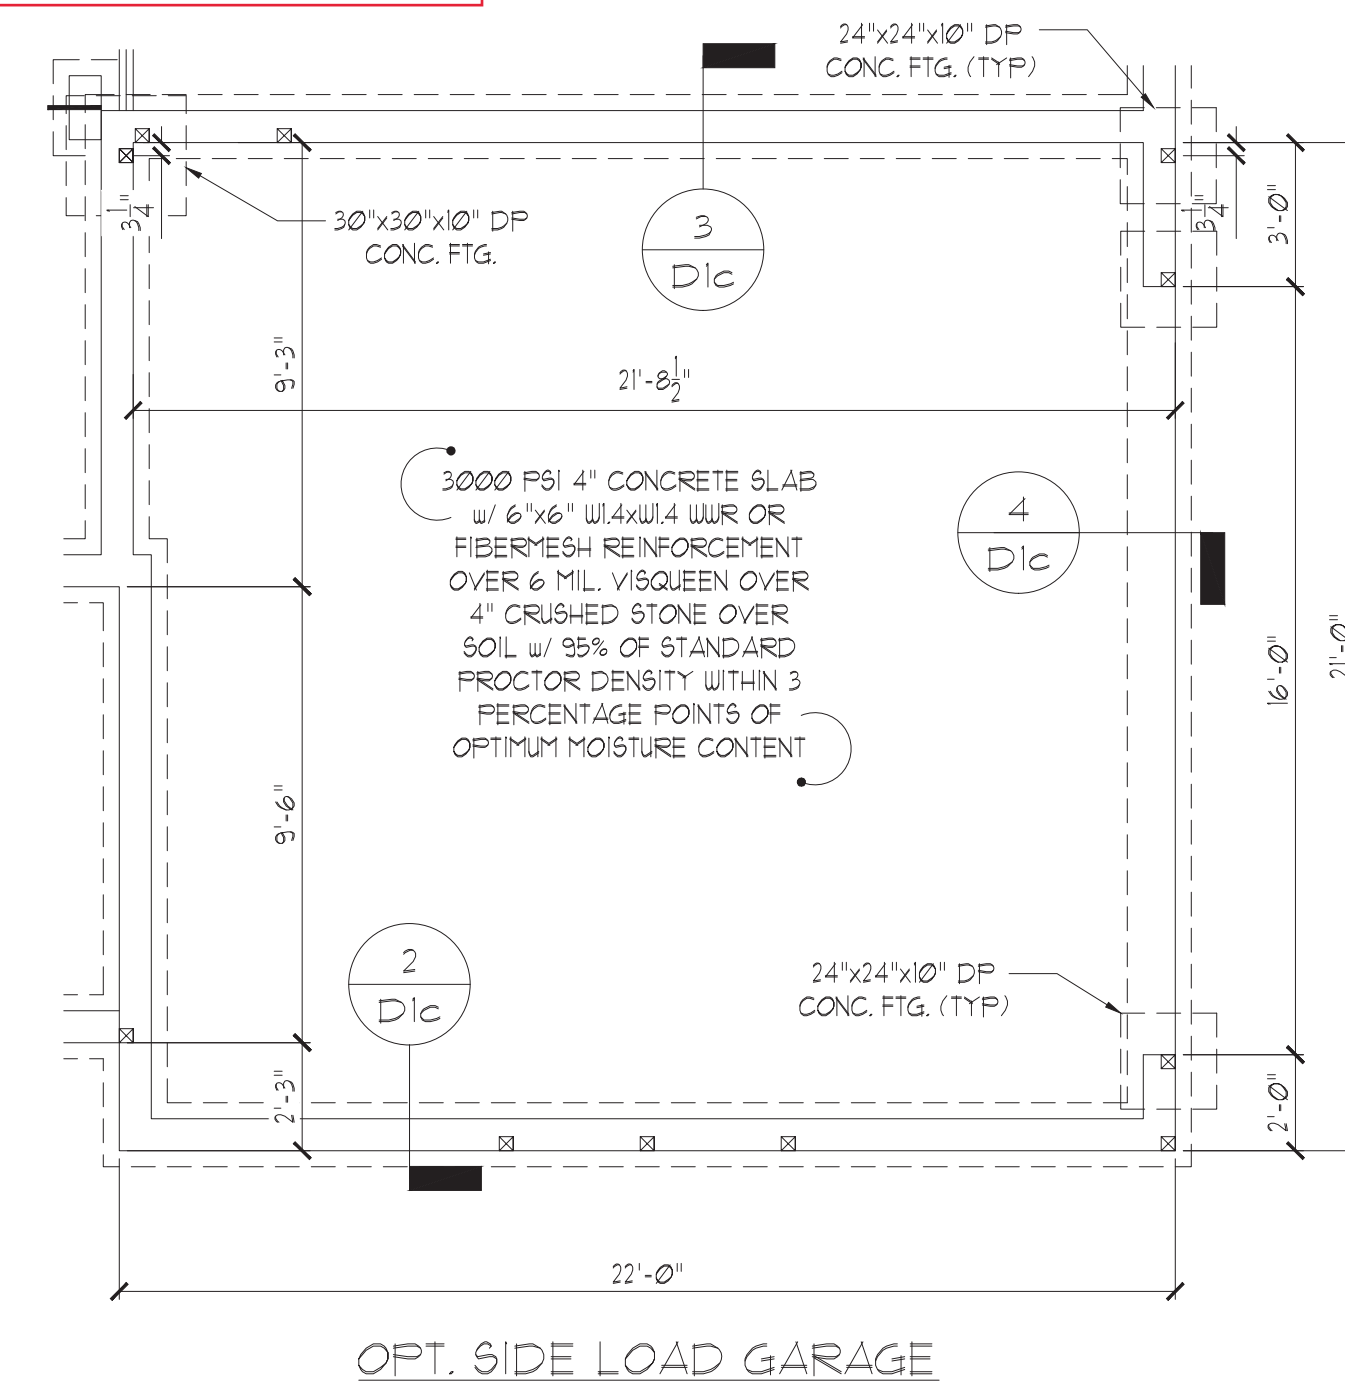 24"x24"x10" DP
CONC. FTG. (TYP)
30"x30"x10" DP
CONC. FTG.
3
D1c
3 1/4"
3 1/4"
3'-0"
9'-3"
21'-8 1/2"
3000 PSI 4" CONCRETE SLAB
w/ 6"x6" W1.4xW1.4 WWR OR
FIBERMESH REINFORCEMENT
OVER 6 MIL. VISQUEEN OVER
4" CRUSHED STONE OVER
SOIL w/ 95% OF STANDARD
PROCTOR DENSITY WITHIN 3
PERCENTAGE POINTS OF
OPTIMUM MOISTURE CONTENT
4
D1c
16'-0"
21'-0"
9'-6"
2
D1c
24"x24"x10" DP
CONC. FTG. (TYP)
2'-3"
2'-0"
22'-0"
OPT. SIDE LOAD GARAGE